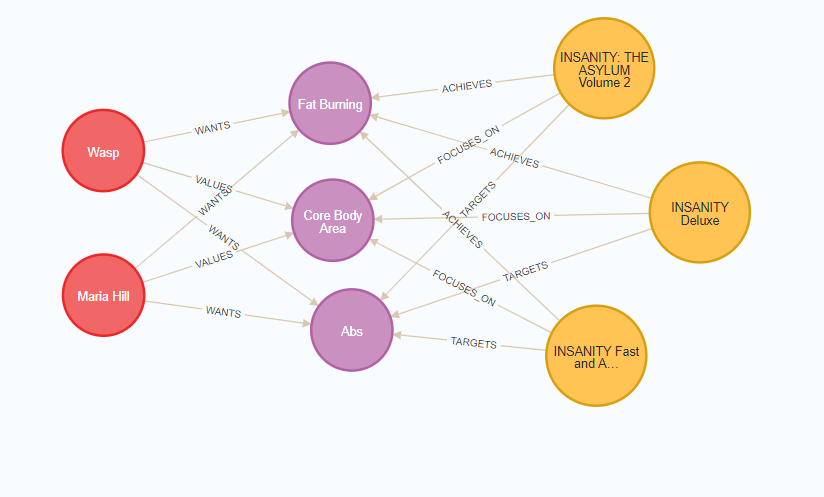 INSANITY: THE
ASYLUM
Volume 2
Fat Burning
ACHIEVES
WANTS
Wasp
FOCUSES_ON
ACHIEVES
VALUES
WANTS
TARGETS
INSANITY
Deluxe
Core Body
Area
FOCUSES_ON
ACHIEVES
WANTS
VALUES
TARGETS
FOCUSES_ON
Maria Hill
WANTS
Abs
TARGETS
INSANITY Fast
and A...